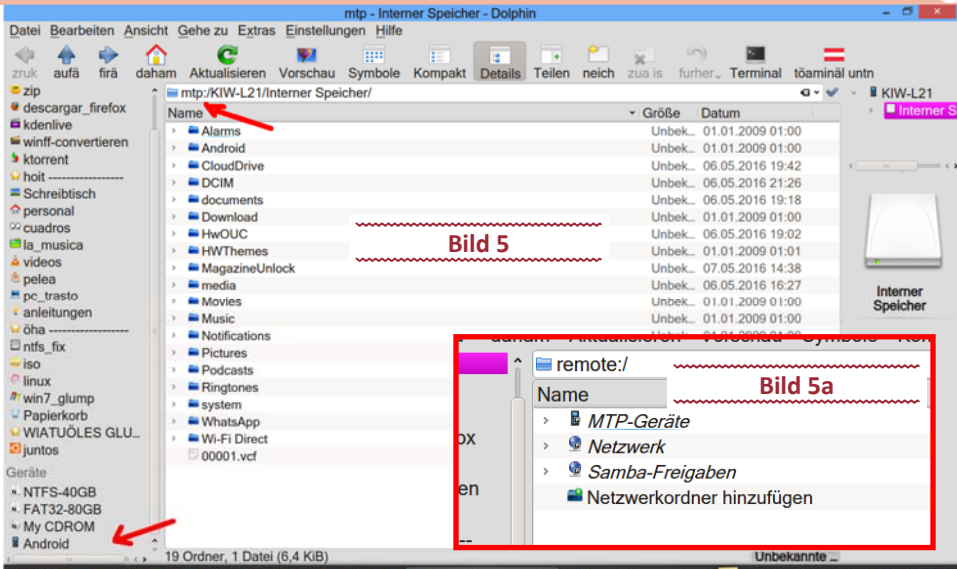 mtp - Interner Speicher - Dolphin
Datei Bearbeiten Ansicht Gehe zu Extras Einstellungen Hilfe
zruk aufä firä daham Aktualisieren Vorschau Symbole Kompakt Details Teilen neich zua is furher Terminal töaminäl untn
zip
descargar_firefox
kdenlive
winff-convertieren
ktorrent
hoit -----------------
Schreibtisch
personal
cuadros
la_musica
videos
pelea
pc_trasto
anleitungen
öha ------------------
ntfs_fix
iso
linux
win7_glump
Papierkorb
WIATUÖLES GLU...
juntos
Geräte
NTFS-40GB
FAT32-80GB
My CDROM
Android
mtp:/KIW-L21/Interner Speicher/
Name Größe Datum
Alarms Unbek... 01.01.2009 01:00
Android Unbek... 01.01.2009 01:00
CloudDrive Unbek... 06.05.2016 19:42
DCIM Unbek... 06.05.2016 21:26
documents Unbek... 06.05.2016 19:18
Download Unbek... 01.01.2009 01:00
HwOUC Unbek... 06.05.2016 19:02
HWThemes Unbek... 01.01.2009 01:01
MagazineUnlock Unbek... 07.05.2016 14:38
media Unbek... 06.05.2016 16:27
Movies Unbek... 01.01.2009 01:00
Music Unbek... 01.01.2009 01:00
Notifications
Pictures
Podcasts
Ringtones
system
WhatsApp
Wi-Fi Direct
00001.vcf
19 Ordner, 1 Datei (6,4 KiB)
Unbekannte ...
Bild 5
KIW-L21
Interner S
Interner
Speicher
remote:/
Bild 5a
Name
MTP-Geräte
Netzwerk
Samba-Freigaben
Netzwerkordner hinzufügen
ox
en
--